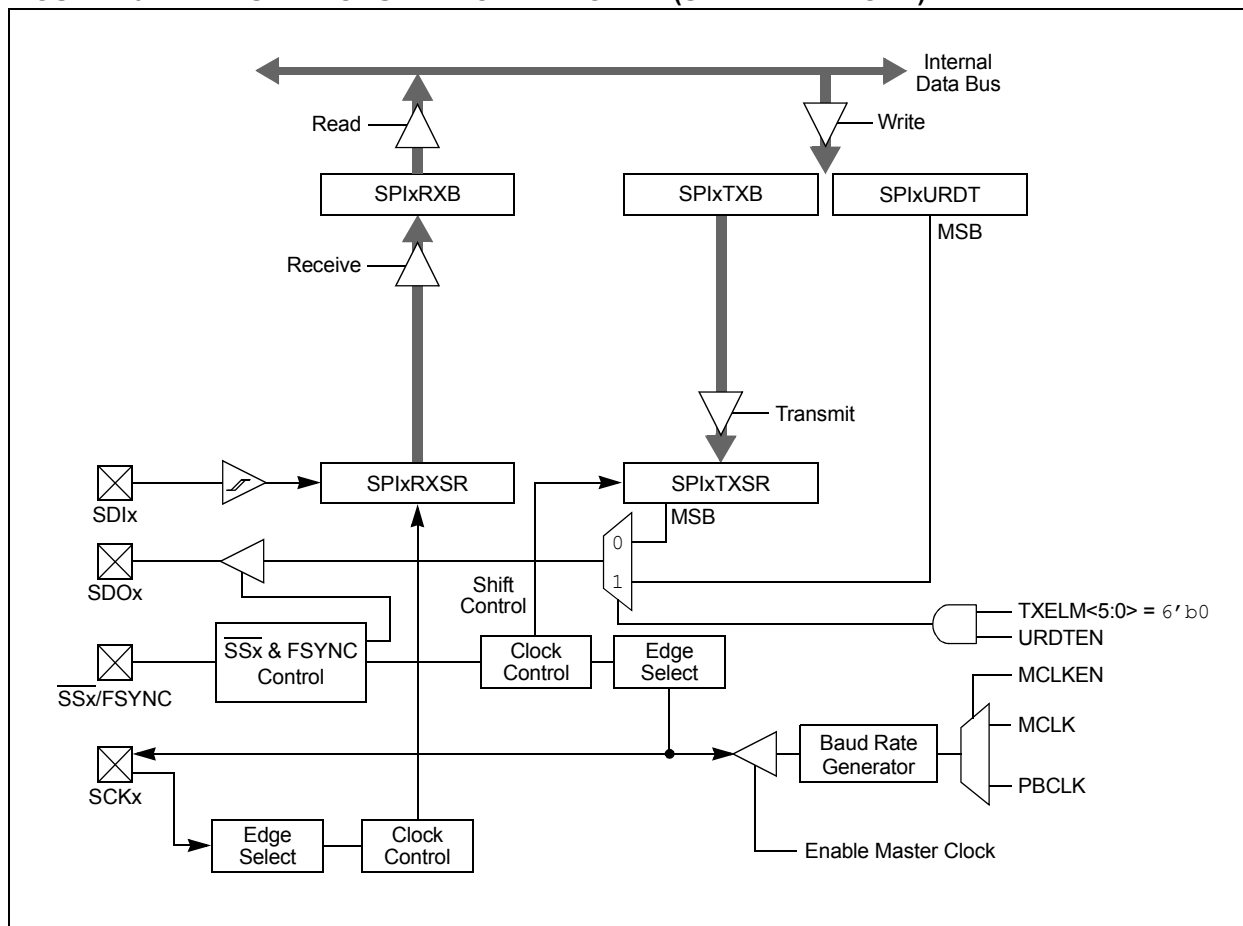 Internal
Data Bus
Read
Write
SPIxRXB
SPIxTXB
SPIxURDT
MSB
Receive
Transmit
SPIxRXSR
SPIxTXSR
SDIx
MSB
0
SDOx
1
Shift
Control
TXELM<5:0> = 6'b0
URDTEN
SSx & FSYNC
Control
Clock
Control
Edge
Select
SSx/FSYNC
MCLKEN
MCLK
Baud Rate
Generator
PBCLK
SCKx
Edge
Select
Clock
Control
Enable Master Clock